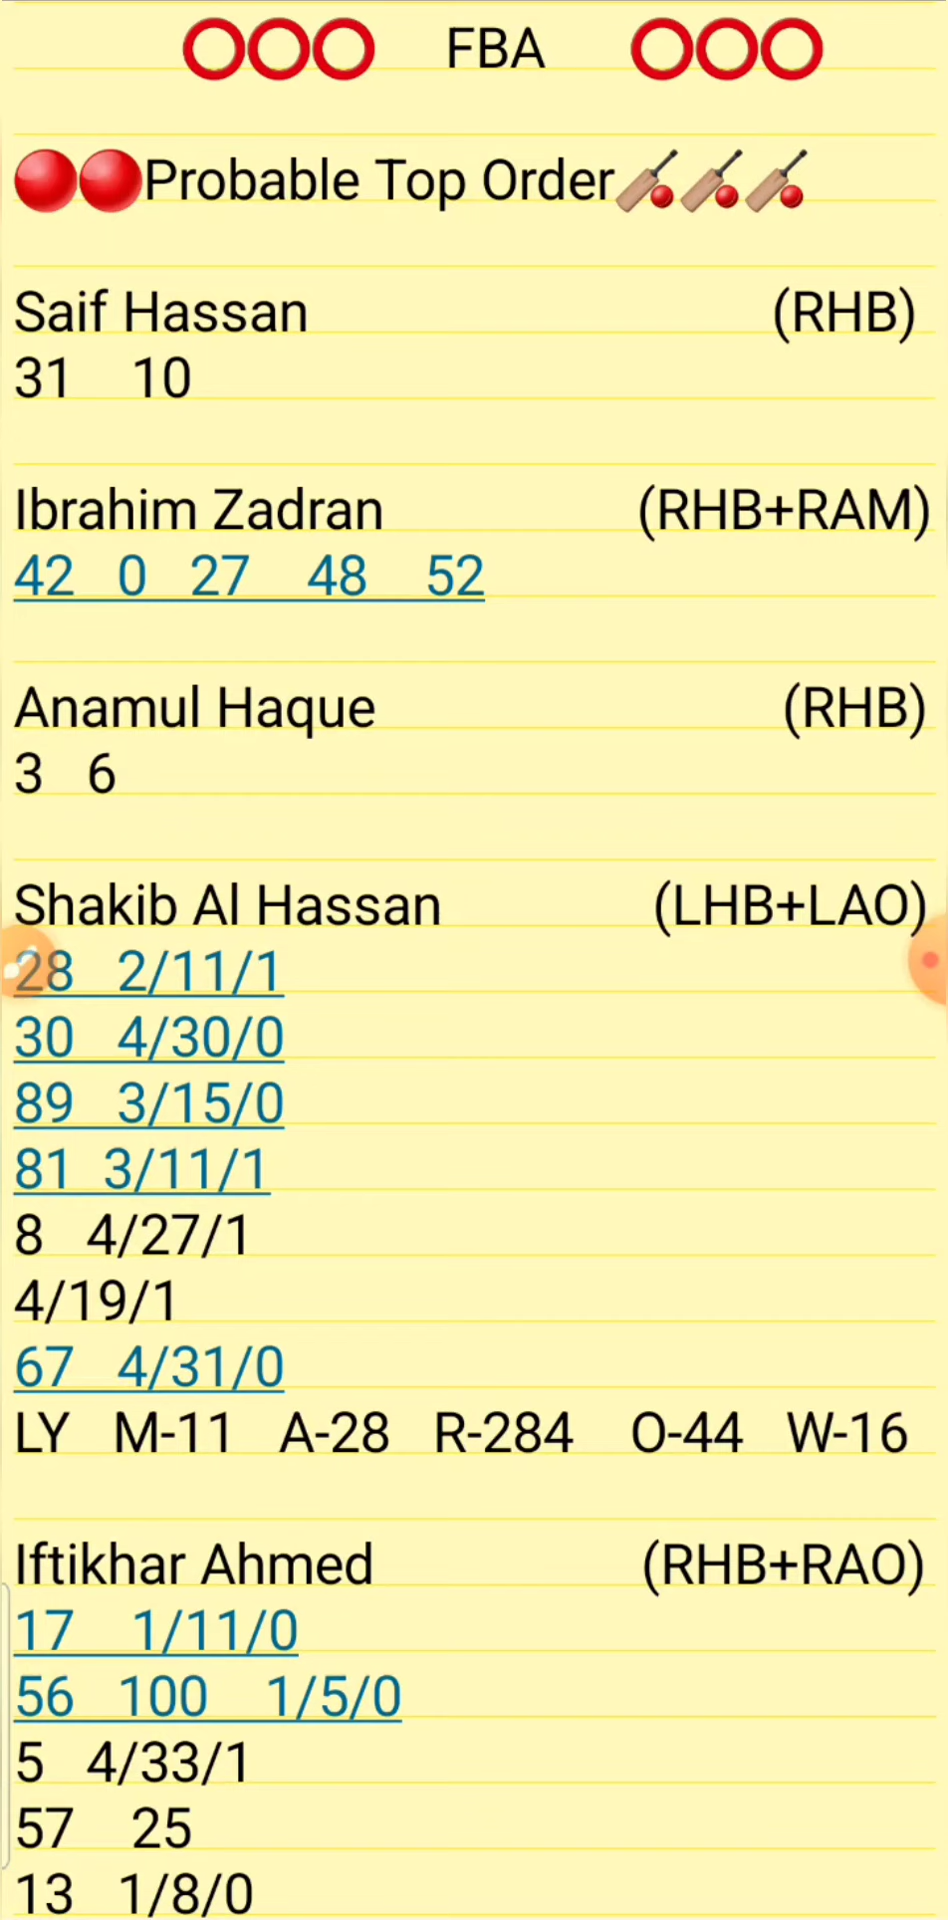 FBA
Probable Top Order
Saif Hassan (RHB)
31 10
Ibrahim Zadran (RHB+RAM)
42 0 27 48 52
Anamul Haque (RHB)
3 6
Shakib Al Hassan (LHB+LAO)
28 2/11/1
30 4/30/0
89 3/15/0
81 3/11/1
8 4/27/1
4/19/1
67 4/31/0
LY M-11 A-28 R-284 O-44 W-16
Iftikhar Ahmed (RHB+RAO)
17 1/11/0
56 100 1/5/0
5 4/33/1
57 25
13 1/8/0